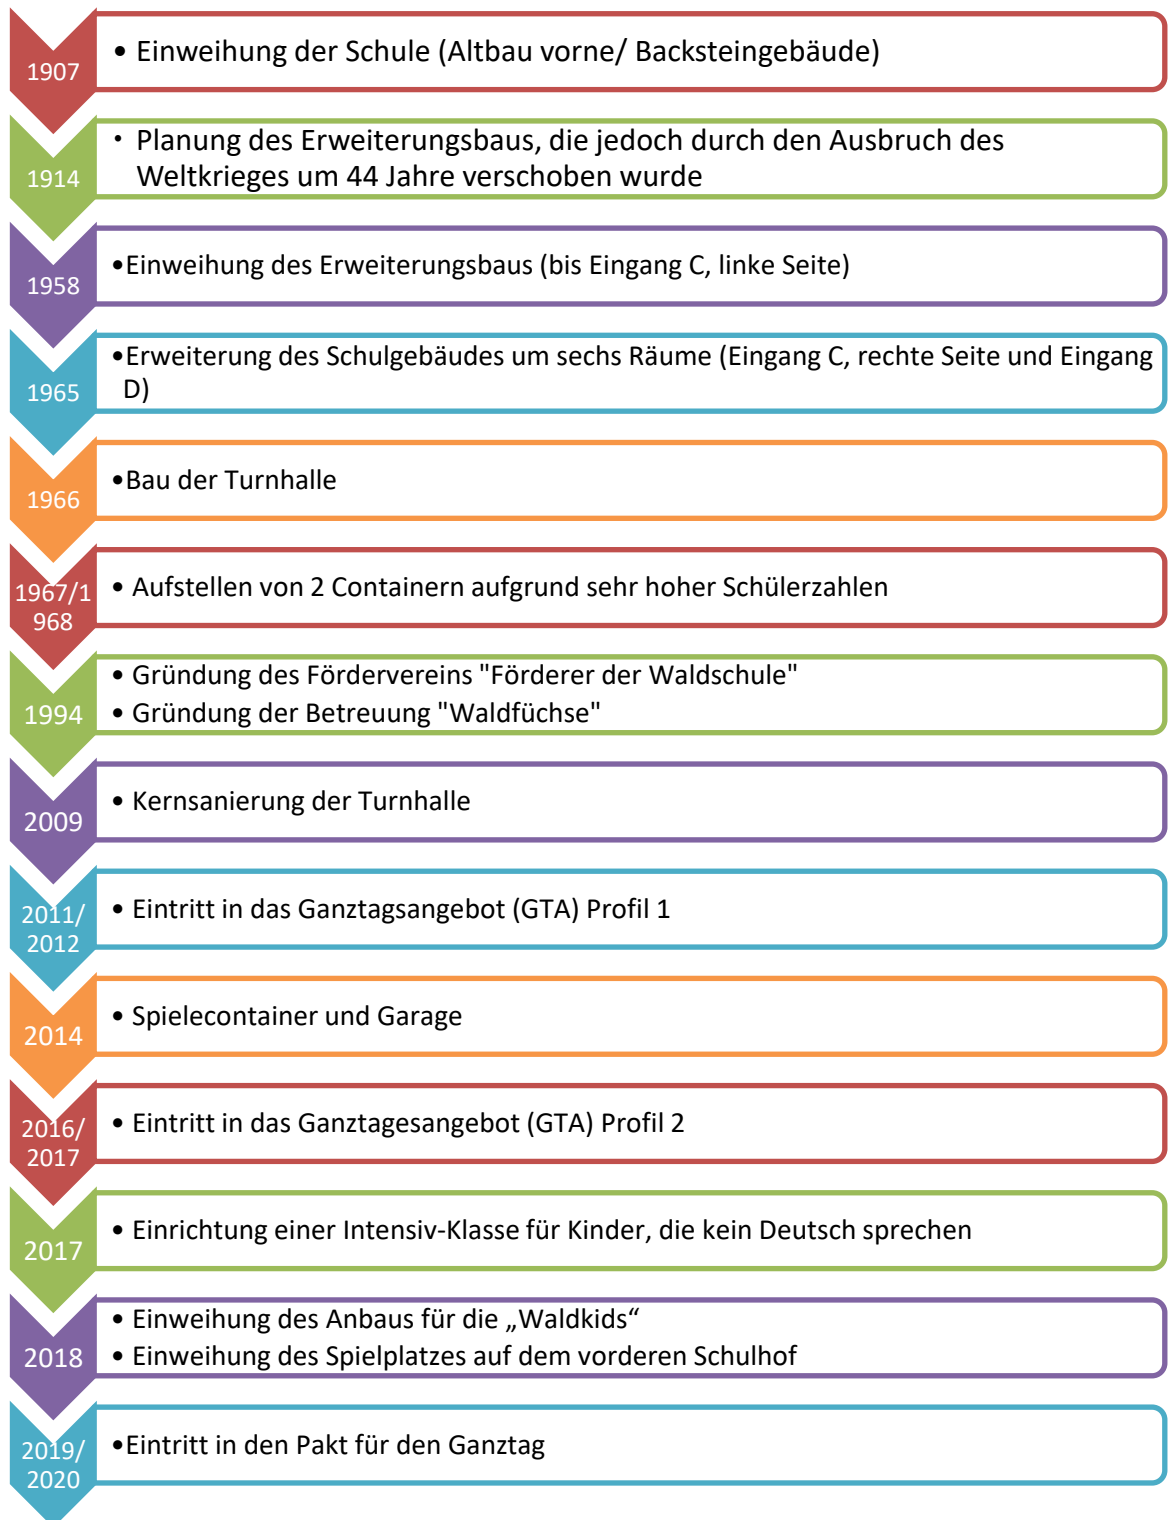 1907
• Einweihung der Schule (Altbau vorne/ Backsteingebäude)
1914
• Planung des Erweiterungsbaus, die jedoch durch den Ausbruch des
Weltkrieges um 44 Jahre verschoben wurde
1958
•Einweihung des Erweiterungsbaus (bis Eingang C, linke Seite)
1965
•Erweiterung des Schulgebäudes um sechs Räume (Eingang C, rechte Seite und Eingang
D)
1966
•Bau der Turnhalle
1967/1
968
• Aufstellen von 2 Containern aufgrund sehr hoher Schülerzahlen
1994
• Gründung des Fördervereins "Förderer der Waldschule"
• Gründung der Betreuung "Waldfüchse"
2009
• Kernsanierung der Turnhalle
2011/
2012
• Eintritt in das Ganztagsangebot (GTA) Profil 1
2014
• Spielecontainer und Garage
2016/
2017
• Eintritt in das Ganztagesangebot (GTA) Profil 2
2017
• Einrichtung einer Intensiv-Klasse für Kinder, die kein Deutsch sprechen
2018
• Einweihung des Anbaus für die „Waldkids“
• Einweihung des Spielplatzes auf dem vorderen Schulhof
2019/
2020
•Eintritt in den Pakt für den Ganztag